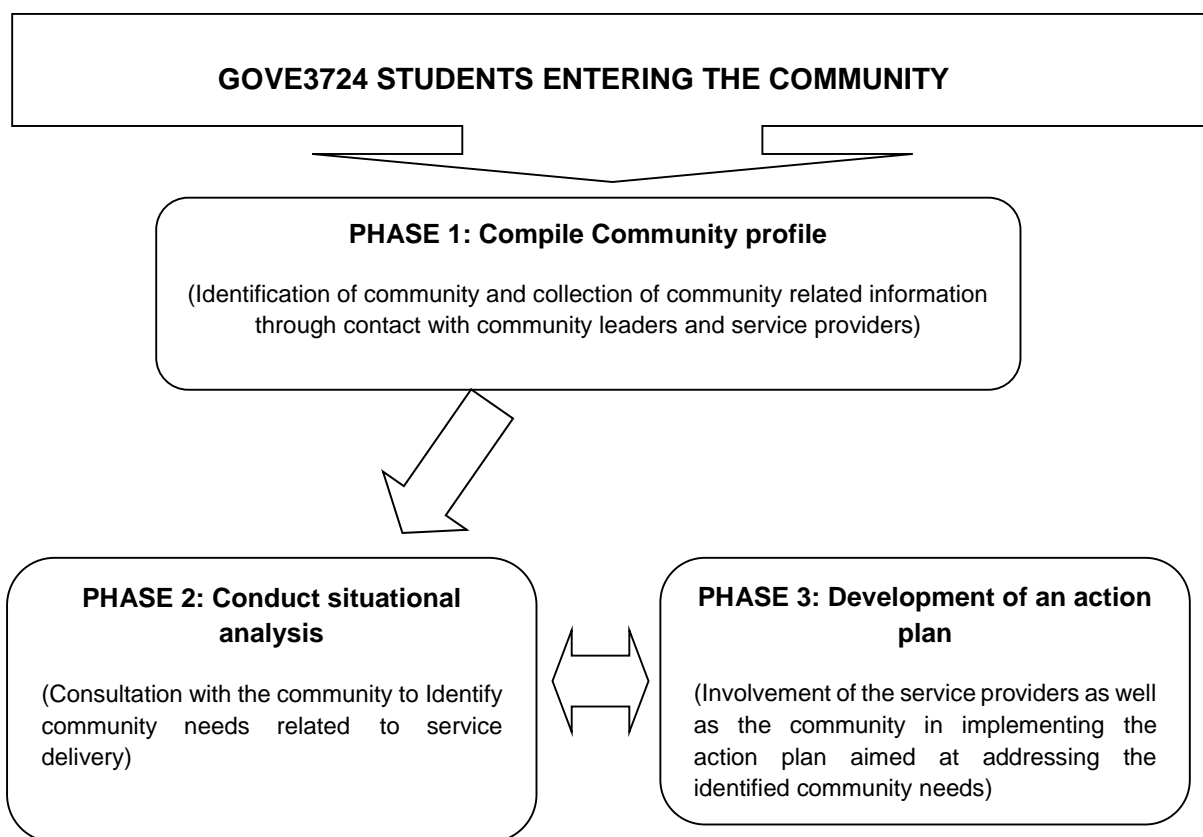 GOVE3724 STUDENTS ENTERING THE COMMUNITY
PHASE 1: Compile Community profile
(Identification of community and collection of community related information
through contact with community leaders and service providers)
PHASE 2: Conduct situational
analysis
(Consultation with the community to Identify
community needs related to service
delivery)
PHASE 3: Development of an action
plan
(Involvement of the service providers as well
as the community in implementing the
action plan aimed at addressing the
identified community needs)